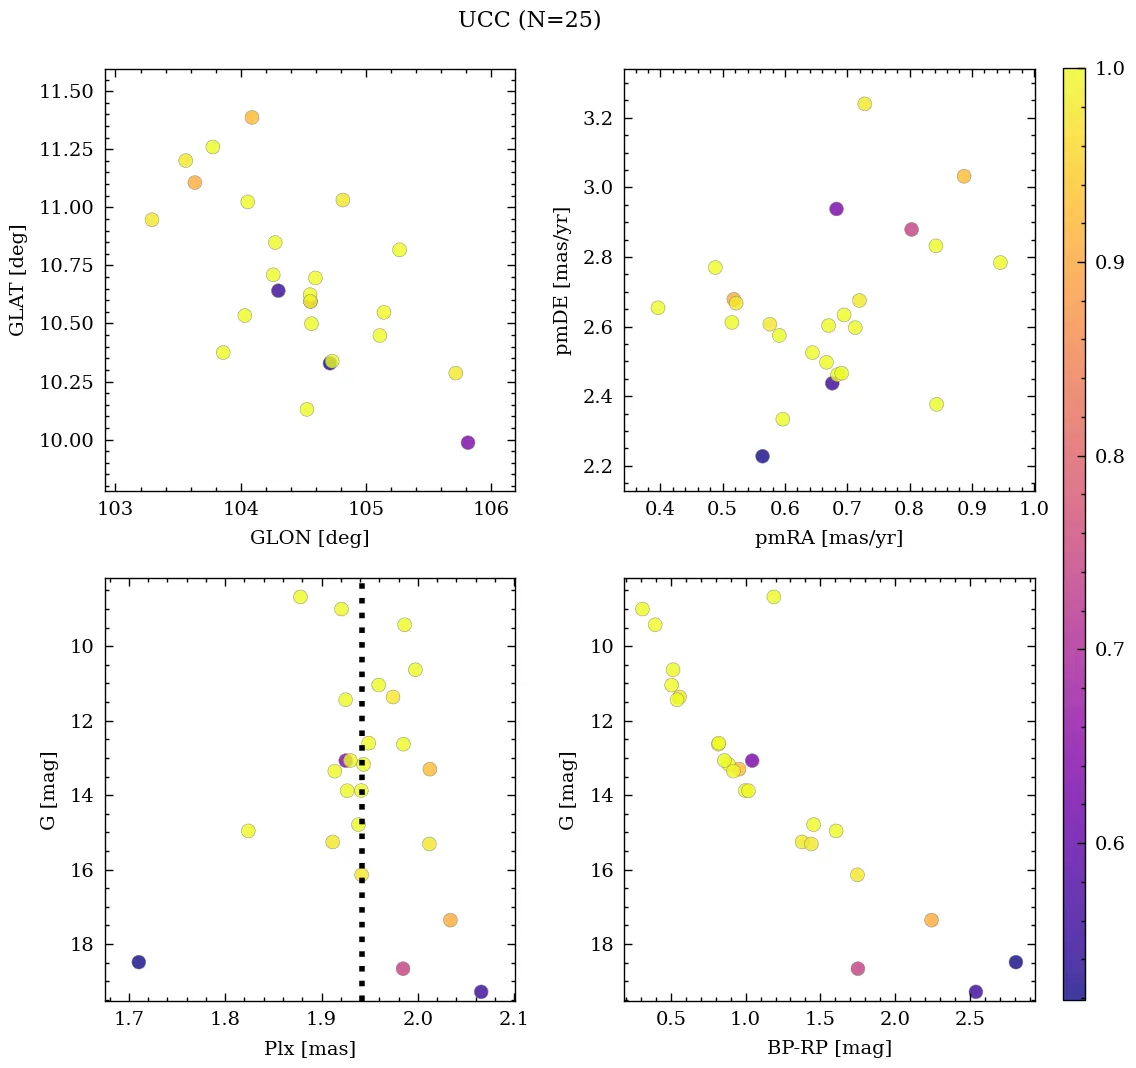 UCC (N=25)
11.50
11.25
11.00
10.75
10.50
10.25
10.00
GLAT [deg]
103 104 105 106
GLON [deg]
3.2
3.0
2.8
2.6
2.4
2.2
pmDE [mas/yr]
0.4 0.5 0.6 0.7 0.8 0.9 1.0
pmRA [mas/yr]
10
12
14
16
18
G [mag]
1.7 1.8 1.9 2.0 2.1
Plx [mas]
10
12
14
16
18
G [mag]
0.5 1.0 1.5 2.0 2.5
BP-RP [mag]
1.0
0.9
0.8
0.7
0.6